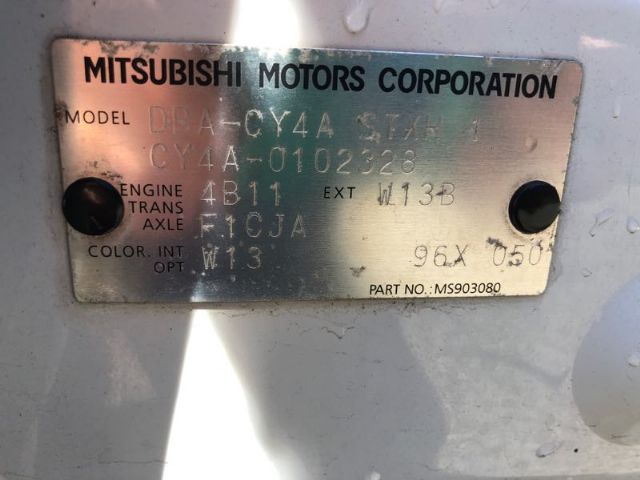 MITSUBISHI MOTORS CORPORATION
MODEL DBA-CY4A STXH 1
CY4A-0102328
ENGINE 4B11 EXT W13B
TRANS
AXLE F1CJA
COLOR. INT W13 96X 050
OPT
PART NO.: MS903080